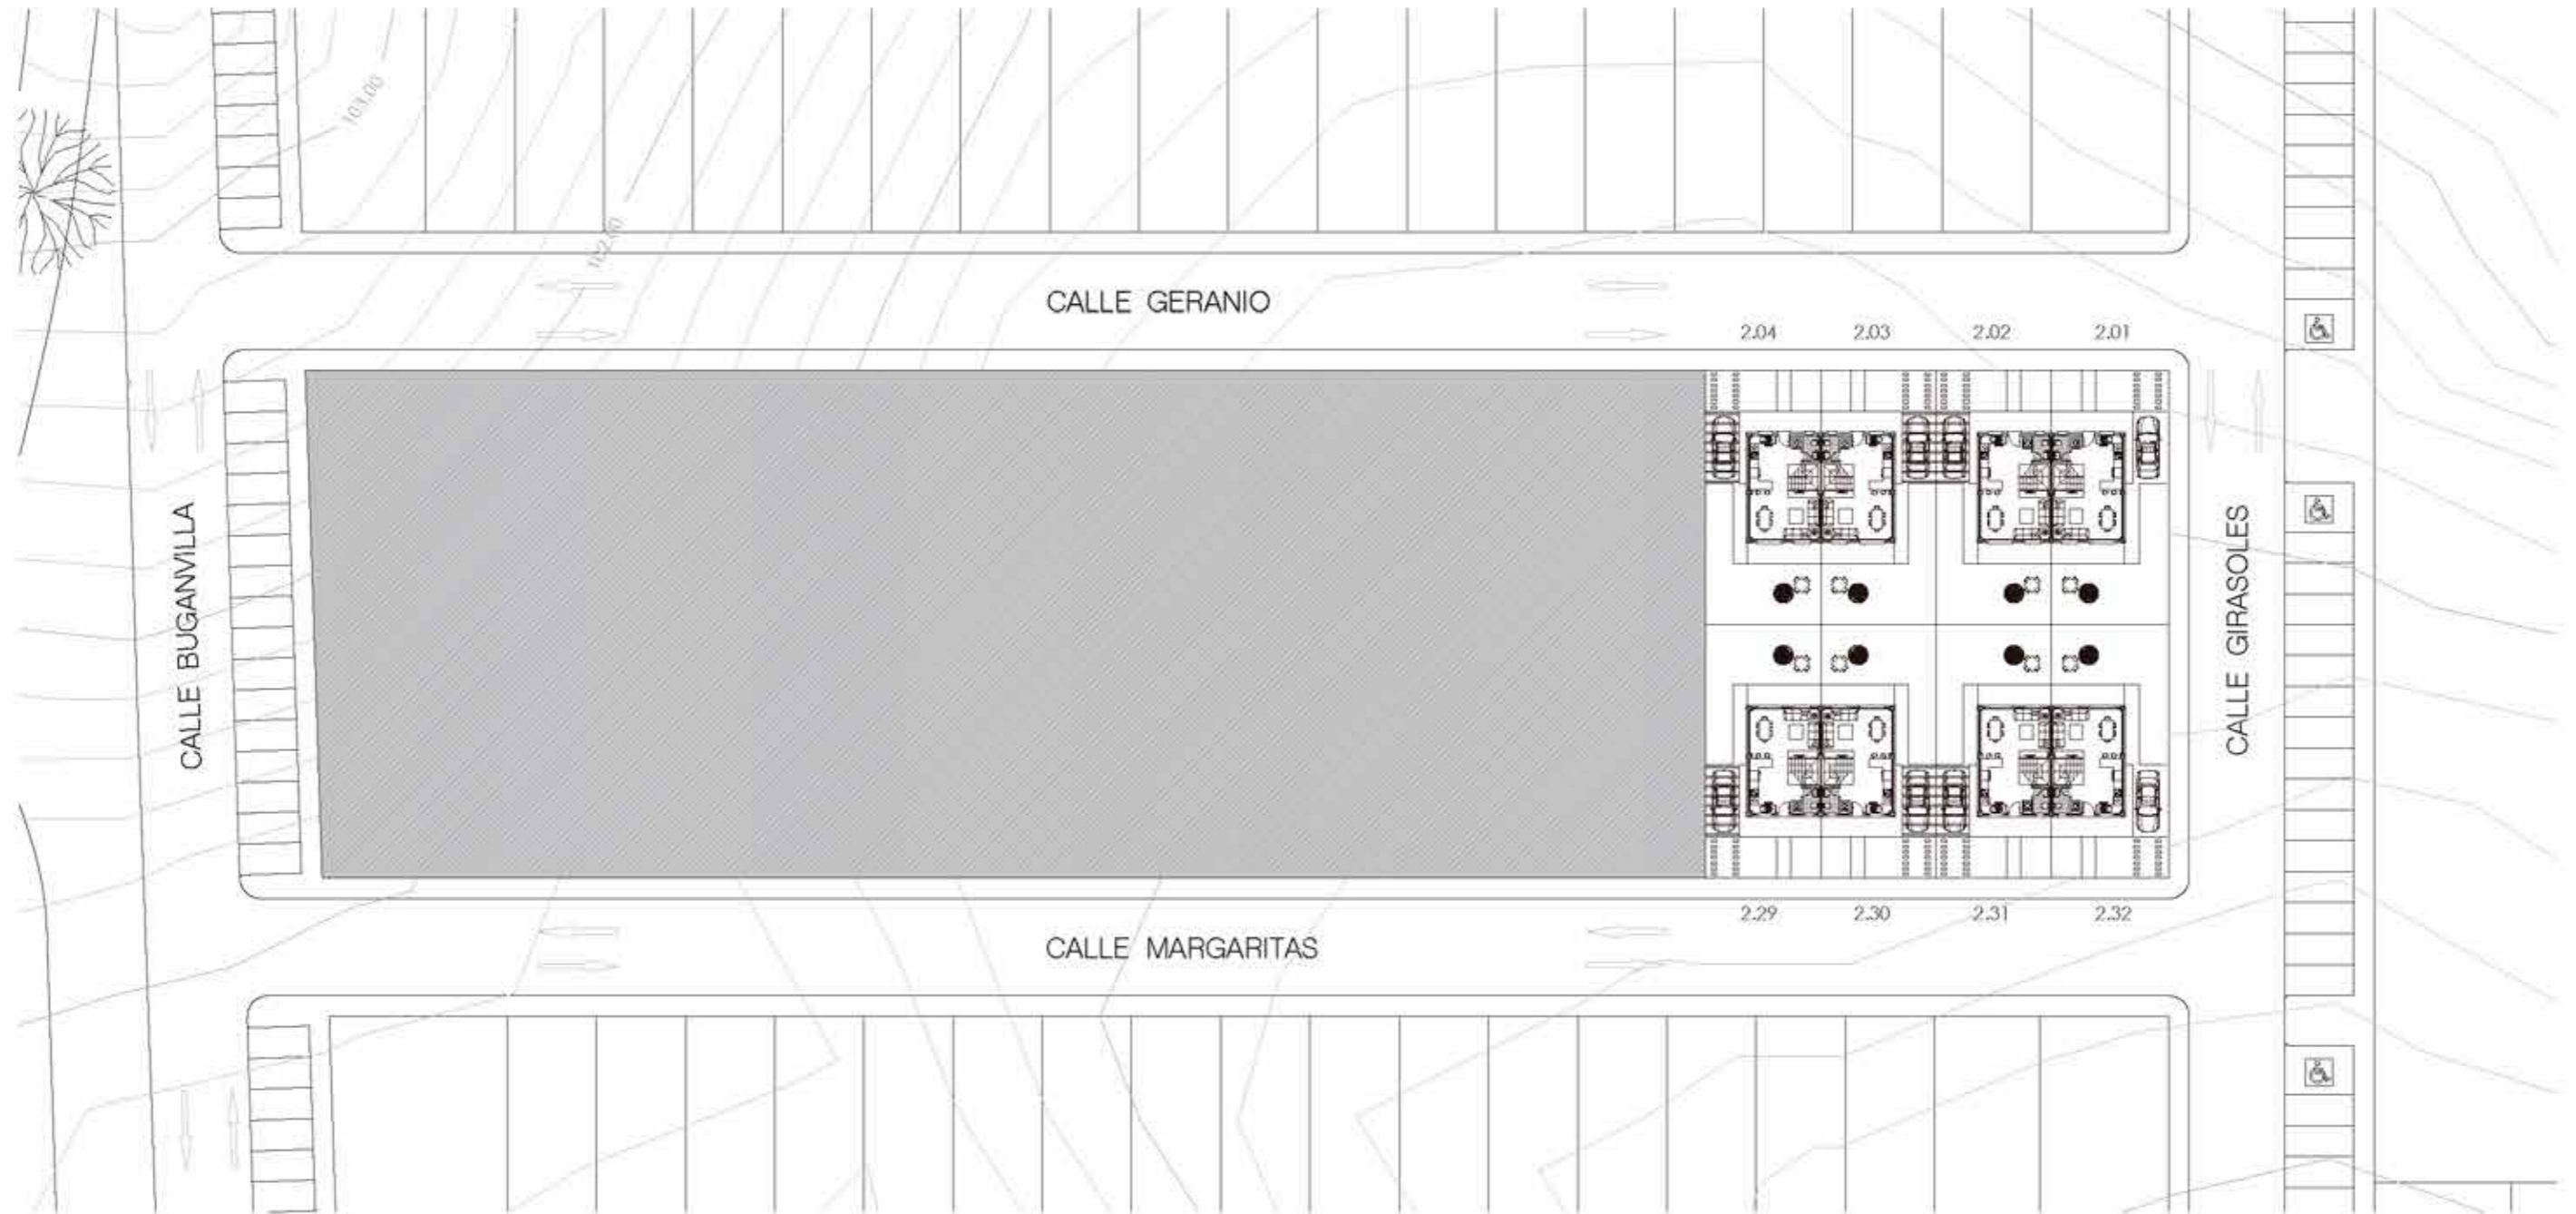 103.00
102.00
CALLE GERANIO
2.04 2.03 2.02 2.01
CALLE BUGANVILLA
CALLE GIRASOLES
2.29 2.30 2.31 2.32
CALLE MARGARITAS